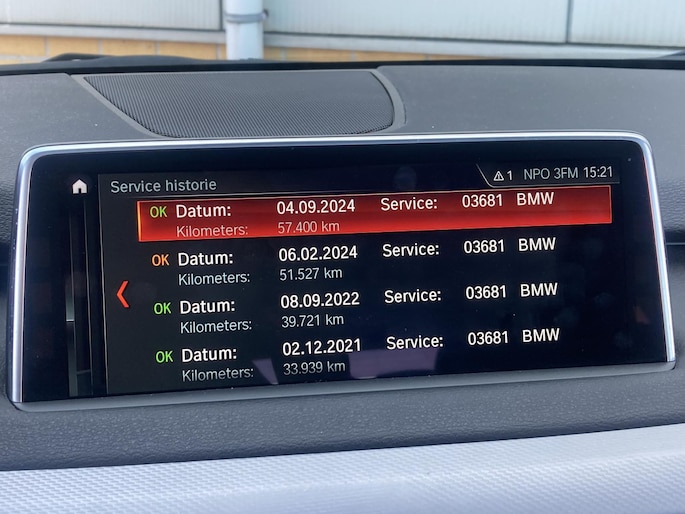 Service historie ⚠1 NPO 3FM 15:21
OK Datum: 04.09.2024 Service: 03681 BMW
Kilometers: 57.400 km
OK Datum: 06.02.2024 Service: 03681 BMW
Kilometers: 51.527 km
OK Datum: 08.09.2022 Service: 03681 BMW
Kilometers: 39.721 km
OK Datum: 02.12.2021 Service: 03681 BMW
Kilometers: 33.939 km